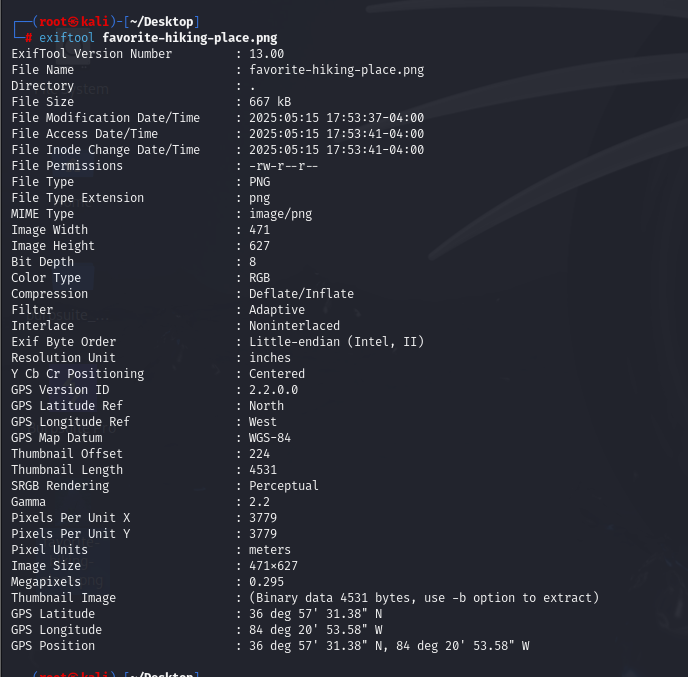 ┌──(root㉿kali)-[~/Desktop]
└─# exiftool favorite-hiking-place.png
ExifTool Version Number : 13.00
File Name : favorite-hiking-place.png
Directory : .
File Size : 667 kB
File Modification Date/Time : 2025:05:15 17:53:37-04:00
File Access Date/Time : 2025:05:15 17:53:41-04:00
File Inode Change Date/Time : 2025:05:15 17:53:41-04:00
File Permissions : -rw-r--r--
File Type : PNG
File Type Extension : png
MIME Type : image/png
Image Width : 471
Image Height : 627
Bit Depth : 8
Color Type : RGB
Compression : Deflate/Inflate
Filter : Adaptive
Interlace : Noninterlaced
Exif Byte Order : Little-endian (Intel, II)
Resolution Unit : inches
Y Cb Cr Positioning : Centered
GPS Version ID : 2.2.0.0
GPS Latitude Ref : North
GPS Longitude Ref : West
GPS Map Datum : WGS-84
Thumbnail Offset : 224
Thumbnail Length : 4531
SRGB Rendering : Perceptual
Gamma : 2.2
Pixels Per Unit X : 3779
Pixels Per Unit Y : 3779
Pixel Units : meters
Image Size : 471×627
Megapixels : 0.295
Thumbnail Image : (Binary data 4531 bytes, use -b option to extract)
GPS Latitude : 36 deg 57' 31.38" N
GPS Longitude : 84 deg 20' 53.58" W
GPS Position : 36 deg 57' 31.38" N, 84 deg 20' 53.58" W
┌──(root㉿kali)-[~/Desktop]